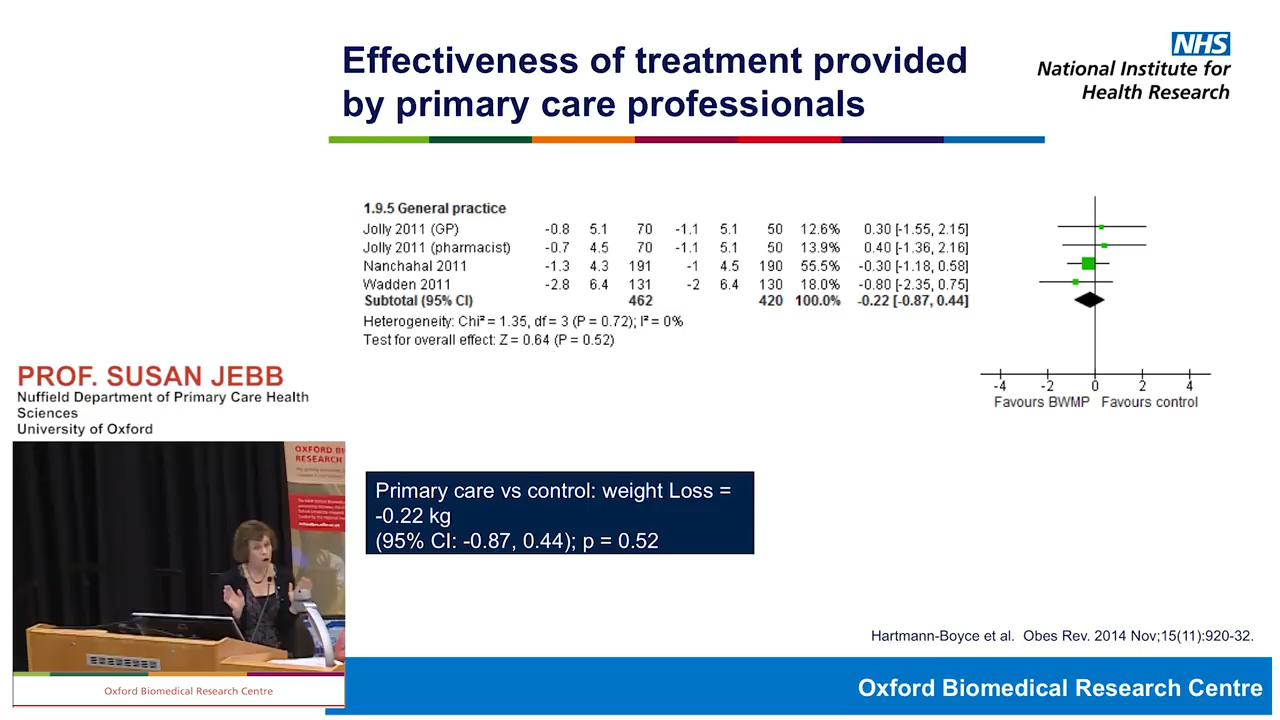 Effectiveness of treatment provided
by primary care professionals
NHS
National Institute for
Health Research
1.9.5 General practice
Jolly 2011 (GP) -0.8 5.1 70 -1.1 5.1 50 12.6% 0.30 [-1.55, 2.15]
Jolly 2011 (pharmacist) -0.7 4.5 70 -1.1 5.1 50 13.9% 0.40 [-1.36, 2.16]
Nanchahal 2011 -1.3 4.3 191 -1 4.5 190 55.5% -0.30 [-1.18, 0.58]
Wadden 2011 -2.8 6.4 131 -2 6.4 130 18.0% -0.80 [-2.35, 0.75]
Subtotal (95% CI) 462 420 100.0% -0.22 [-0.87, 0.44]
Heterogeneity: Chi² = 1.35, df = 3 (P = 0.72); I² = 0%
Test for overall effect: Z = 0.64 (P = 0.52)
-4 -2 0 2 4
Favours BWMP Favours control
PROF. SUSAN JEBB
Nuffield Department of Primary Care Health
Sciences
University of Oxford
OXFORD BI
RESEARCH
Primary care vs control: weight Loss =
-0.22 kg
(95% CI: -0.87, 0.44); p = 0.52
Hartmann-Boyce et al. Obes Rev. 2014 Nov;15(11):920-32.
Oxford Biomedical Research Centre
Oxford Biomedical Research Centre